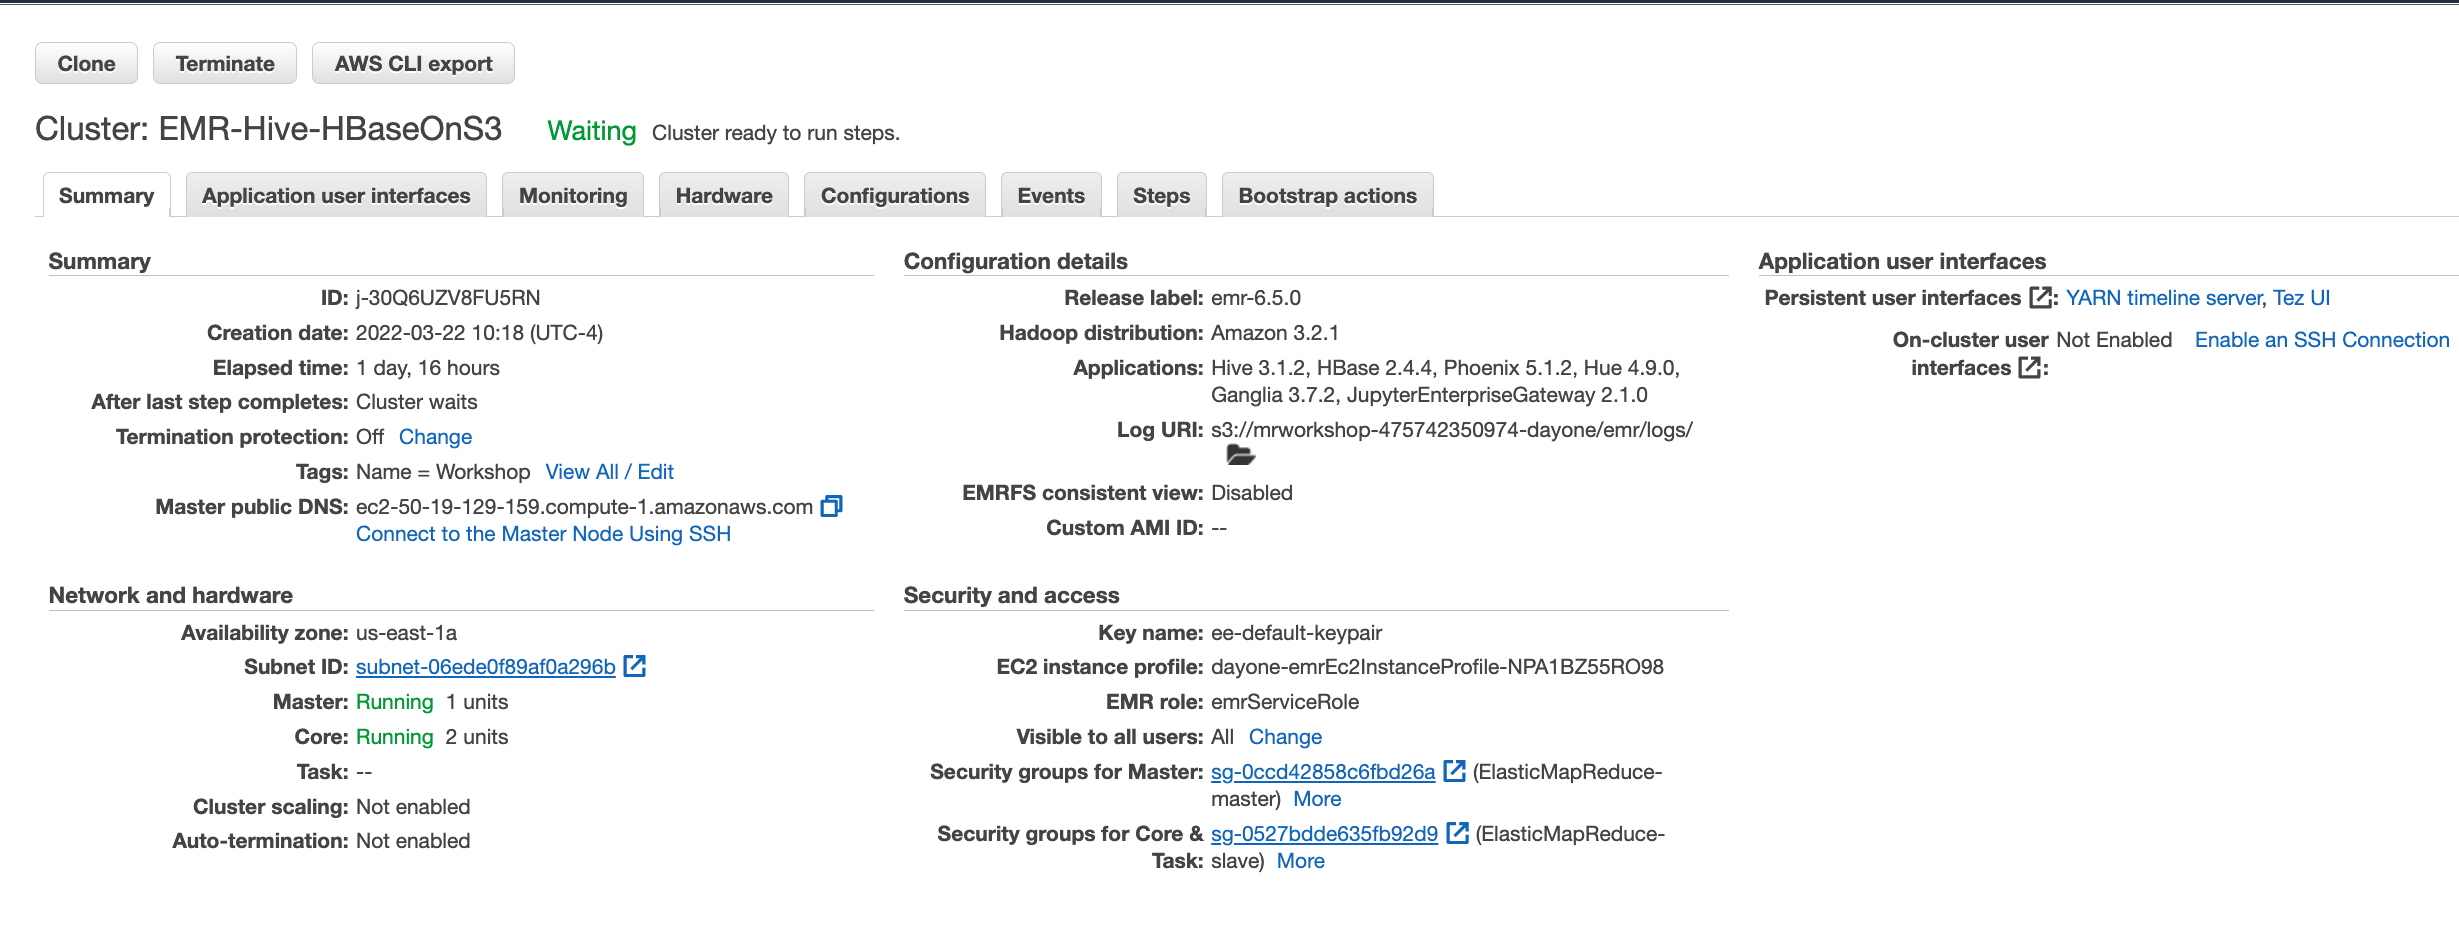 Clone Terminate AWS CLI export
Cluster: EMR-Hive-HBaseOnS3 Waiting Cluster ready to run steps.
Summary Application user interfaces Monitoring Hardware Configurations Events Steps Bootstrap actions
Summary
ID: j-30Q6UZV8FU5RN
Creation date: 2022-03-22 10:18 (UTC-4)
Elapsed time: 1 day, 16 hours
After last step completes: Cluster waits
Termination protection: Off Change
Tags: Name = Workshop View All / Edit
Master public DNS: ec2-50-19-129-159.compute-1.amazonaws.com
Connect to the Master Node Using SSH
Configuration details
Release label: emr-6.5.0
Hadoop distribution: Amazon 3.2.1
Applications: Hive 3.1.2, HBase 2.4.4, Phoenix 5.1.2, Hue 4.9.0,
Ganglia 3.7.2, JupyterEnterpriseGateway 2.1.0
Log URI: s3://mrworkshop-475742350974-dayone/emr/logs/
EMRFS consistent view: Disabled
Custom AMI ID: --
Application user interfaces
Persistent user interfaces : YARN timeline server, Tez UI
On-cluster user Not Enabled Enable an SSH Connection
interfaces :
Network and hardware
Availability zone: us-east-1a
Subnet ID: subnet-06ede0f89af0a296b
Master: Running 1 units
Core: Running 2 units
Task: --
Cluster scaling: Not enabled
Auto-termination: Not enabled
Security and access
Key name: ee-default-keypair
EC2 instance profile: dayone-emrEc2InstanceProfile-NPA1BZ55RO98
EMR role: emrServiceRole
Visible to all users: All Change
Security groups for Master: sg-0ccd42858c6fbd26a (ElasticMapReduce-
master) More
Security groups for Core & sg-0527bdde635fb92d9 (ElasticMapReduce-
Task: slave) More